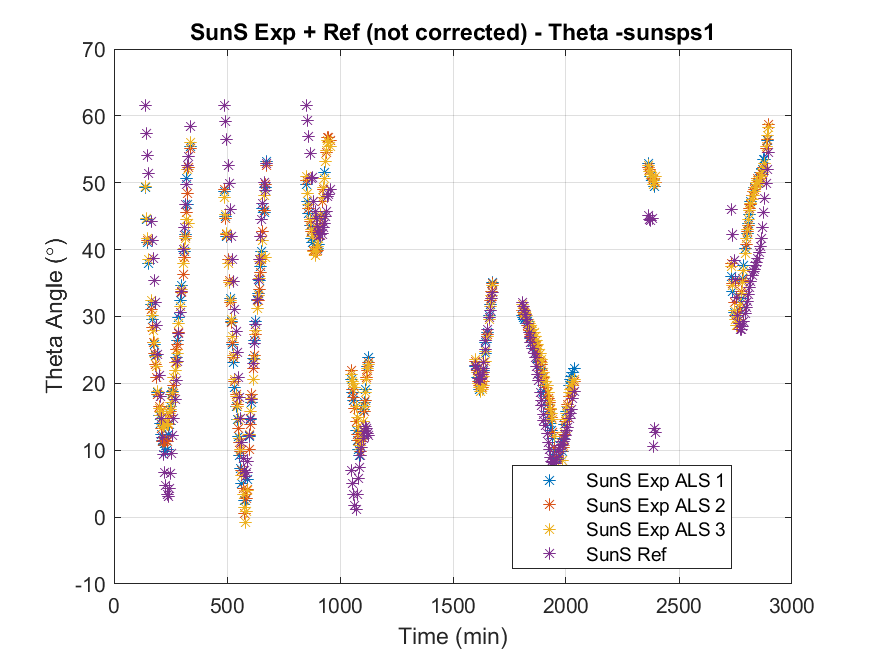 SunS Exp + Ref (not corrected) - Theta -sunsps1
70
60
50
40
30
20
10
0
-10
Theta Angle (°)
0 500 1000 1500 2000 2500 3000
Time (min)
SunS Exp ALS 1
SunS Exp ALS 2
SunS Exp ALS 3
SunS Ref